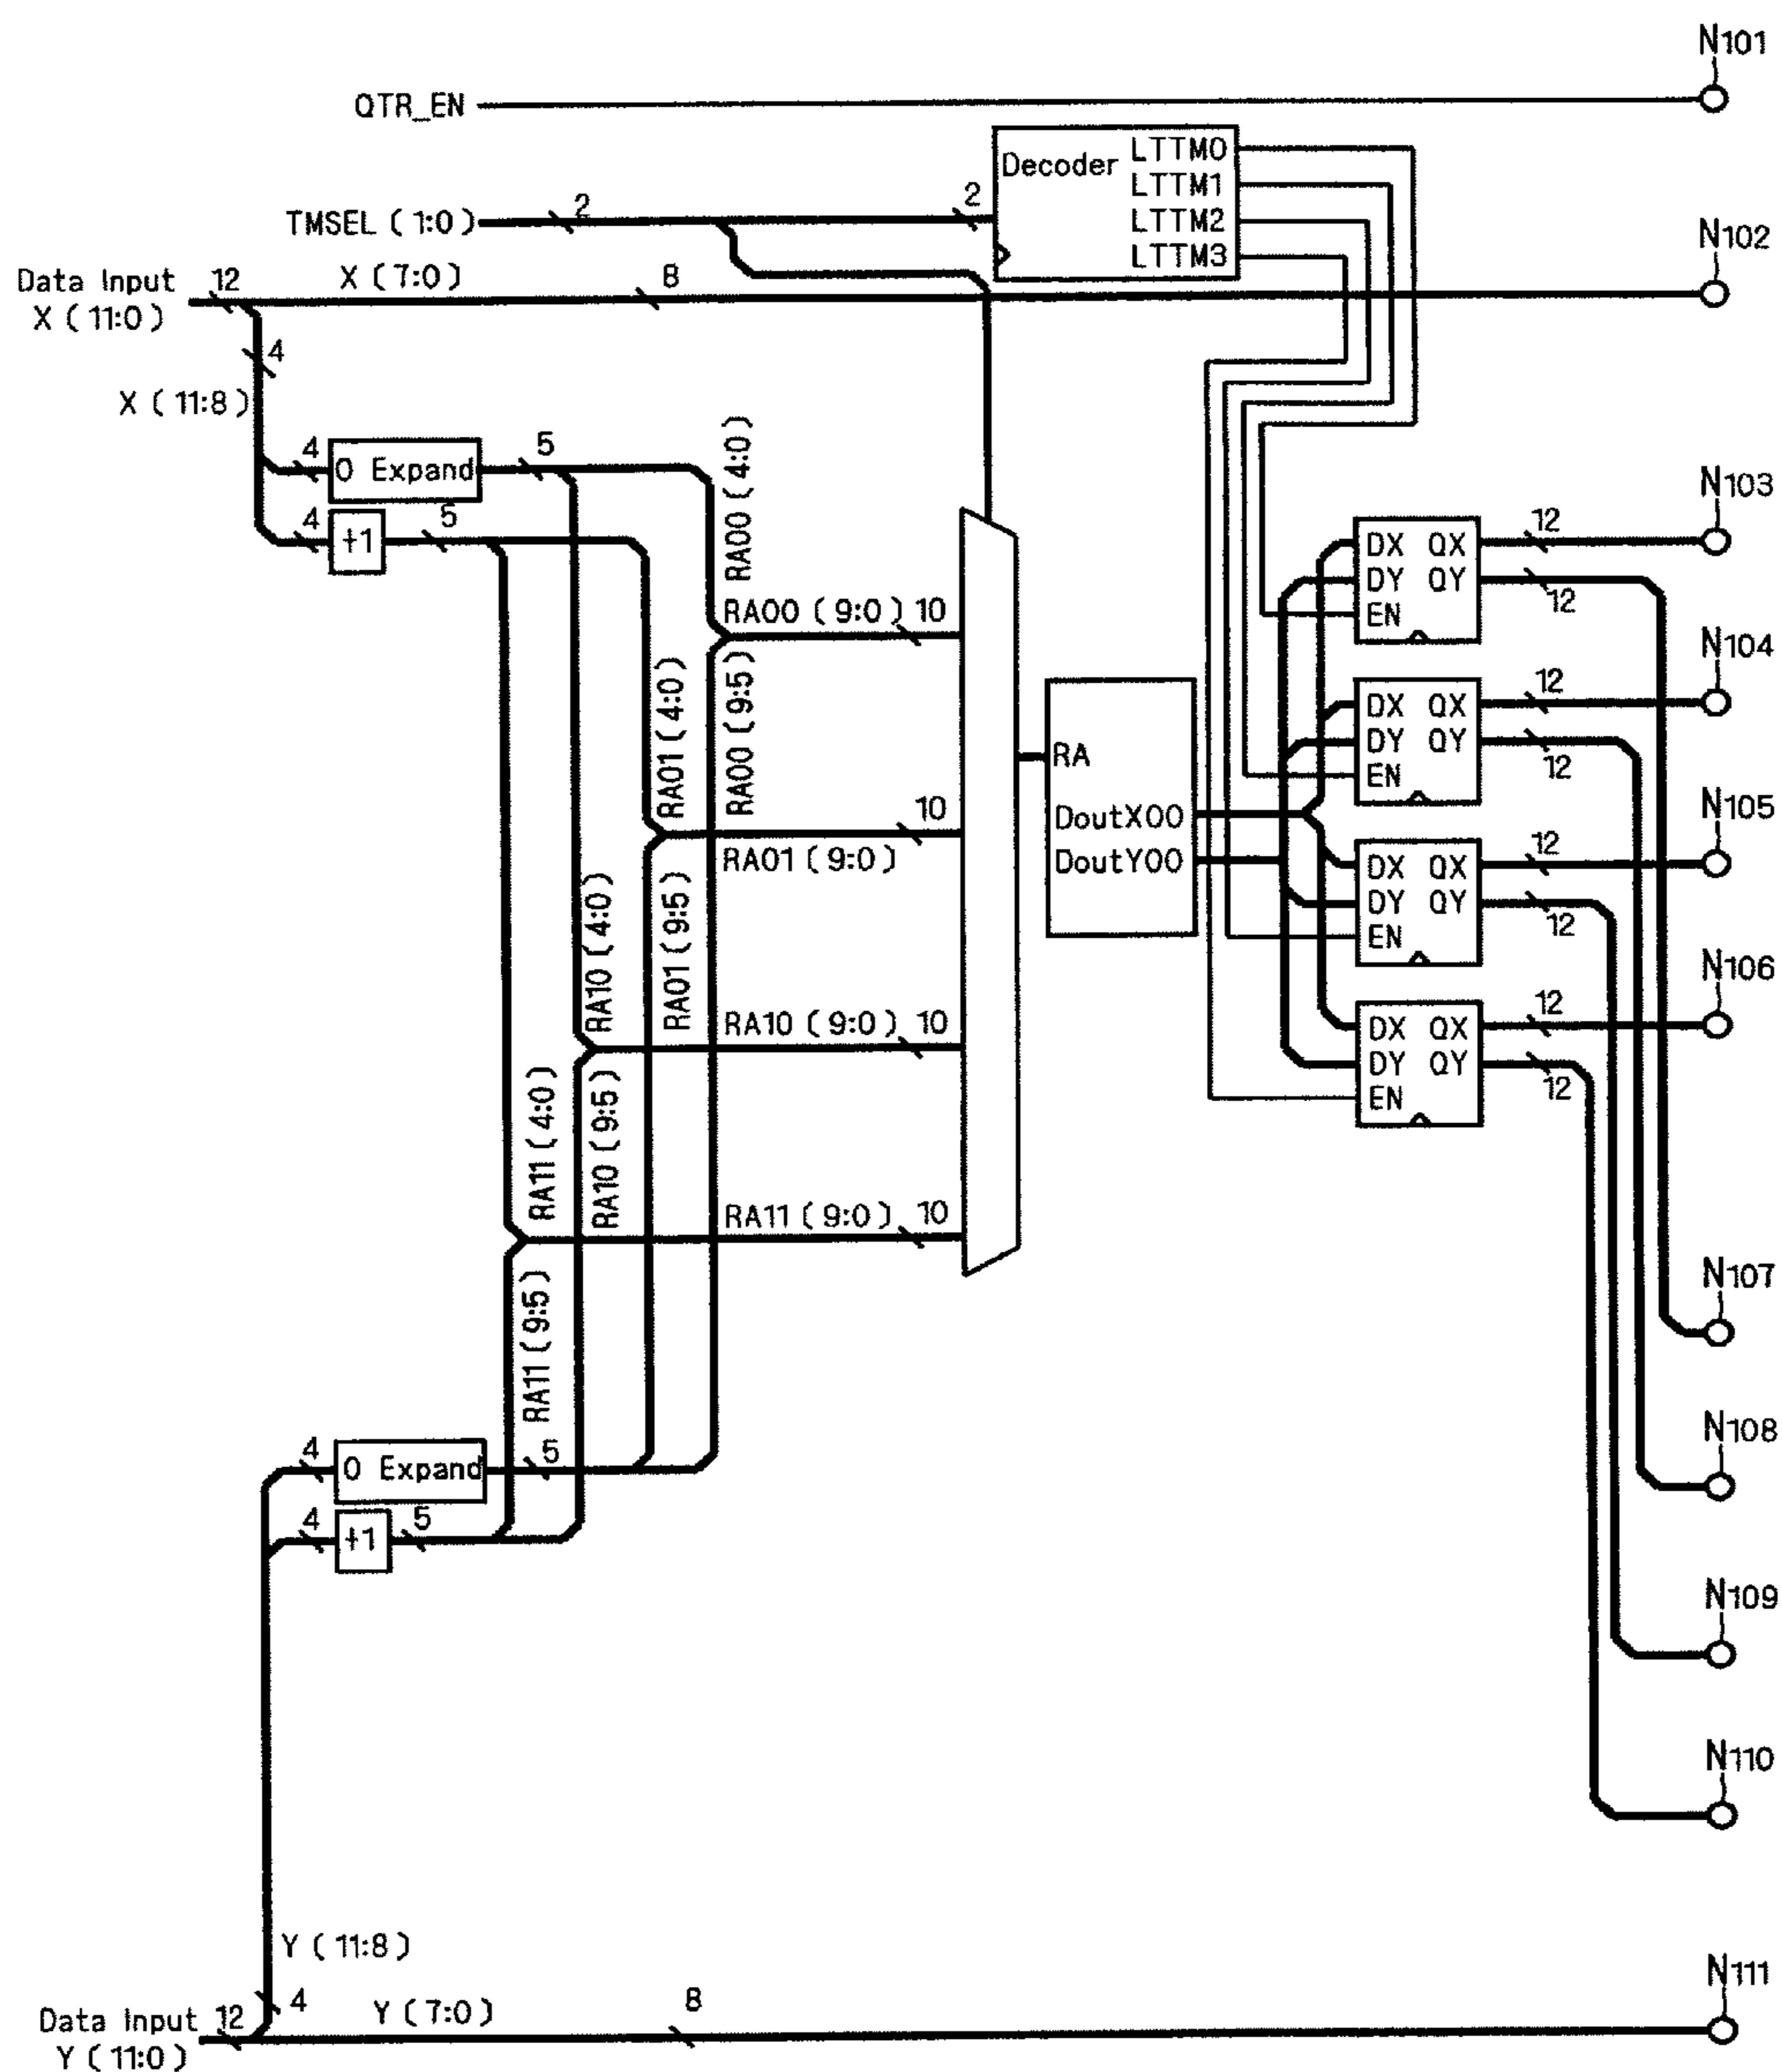 N101
QTR_EN
Decoder
LTTM0
LTTM1
LTTM2
LTTM3
TMSEL ( 1:0 )
2
2
N102
Data Input
X ( 11:0 )
12
X ( 7:0 )
8
4
X ( 11:8 )
4
0 Expand
5
4
+1
5
RA00 ( 4:0 )
RA00 ( 9:0 )
10
RA01 ( 4:0 )
RA00 ( 9:5 )
10
RA01 ( 9:0 )
RA10 ( 4:0 )
RA01 ( 9:5 )
RA10 ( 9:0 )
10
RA11 ( 4:0 )
RA10 ( 9:5 )
RA11 ( 9:0 )
10
RA11 ( 9:5 )
RA
DoutX00
DoutY00
DX QX
DY QY
EN
12
12
N103
DX QX
DY QY
EN
12
12
N104
DX QX
DY QY
EN
12
12
N105
DX QX
DY QY
EN
12
12
N106
N107
N108
N109
N110
4
0 Expand
5
4
+1
5
Y ( 11:8 )
4
Data Input
Y ( 11:0 )
12
Y ( 7:0 )
8
N111